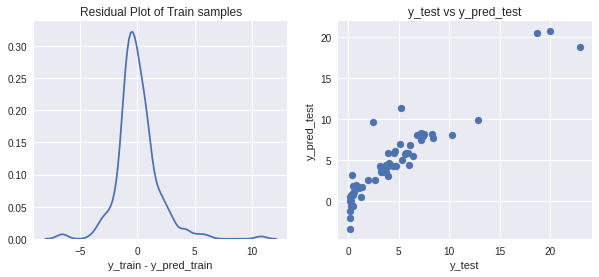 Residual Plot of Train samples
0.30
0.25
0.20
0.15
0.10
0.05
0.00
−5 0 5 10
y_train - y_pred_train
y_test vs y_pred_test
y_pred_test
20
15
10
5
0
0 5 10 15 20
y_test